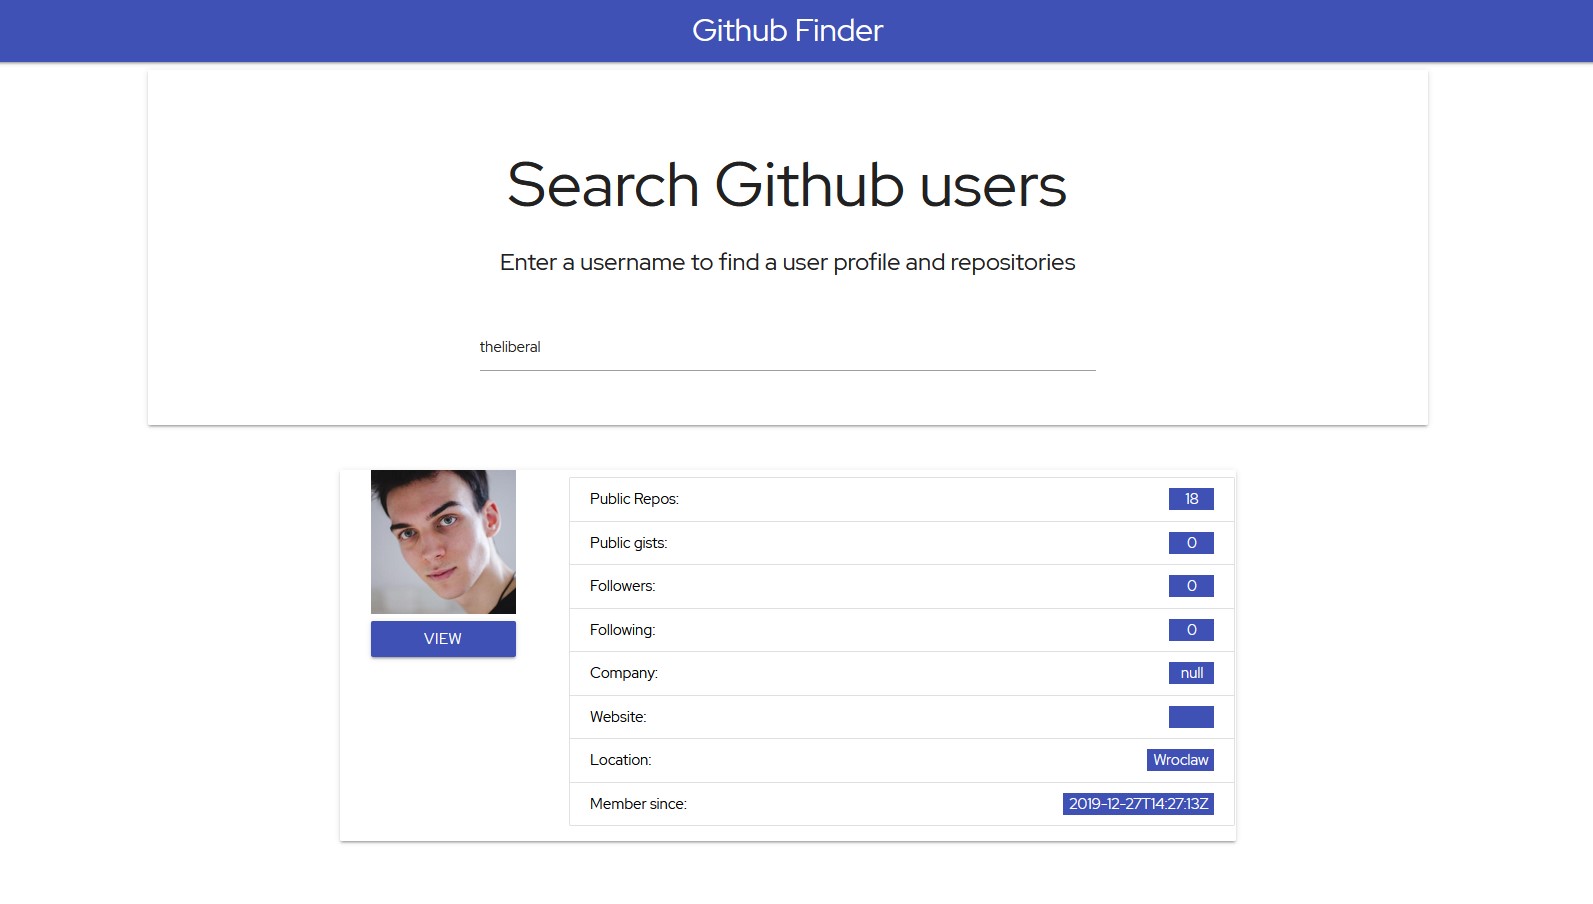 Github Finder
Search Github users
Enter a username to find a user profile and repositories
theliberal
VIEW
Public Repos: 18
Public gists: 0
Followers: 0
Following: 0
Company: null
Website:
Location: Wroclaw
Member since: 2019-12-27T14:27:13Z